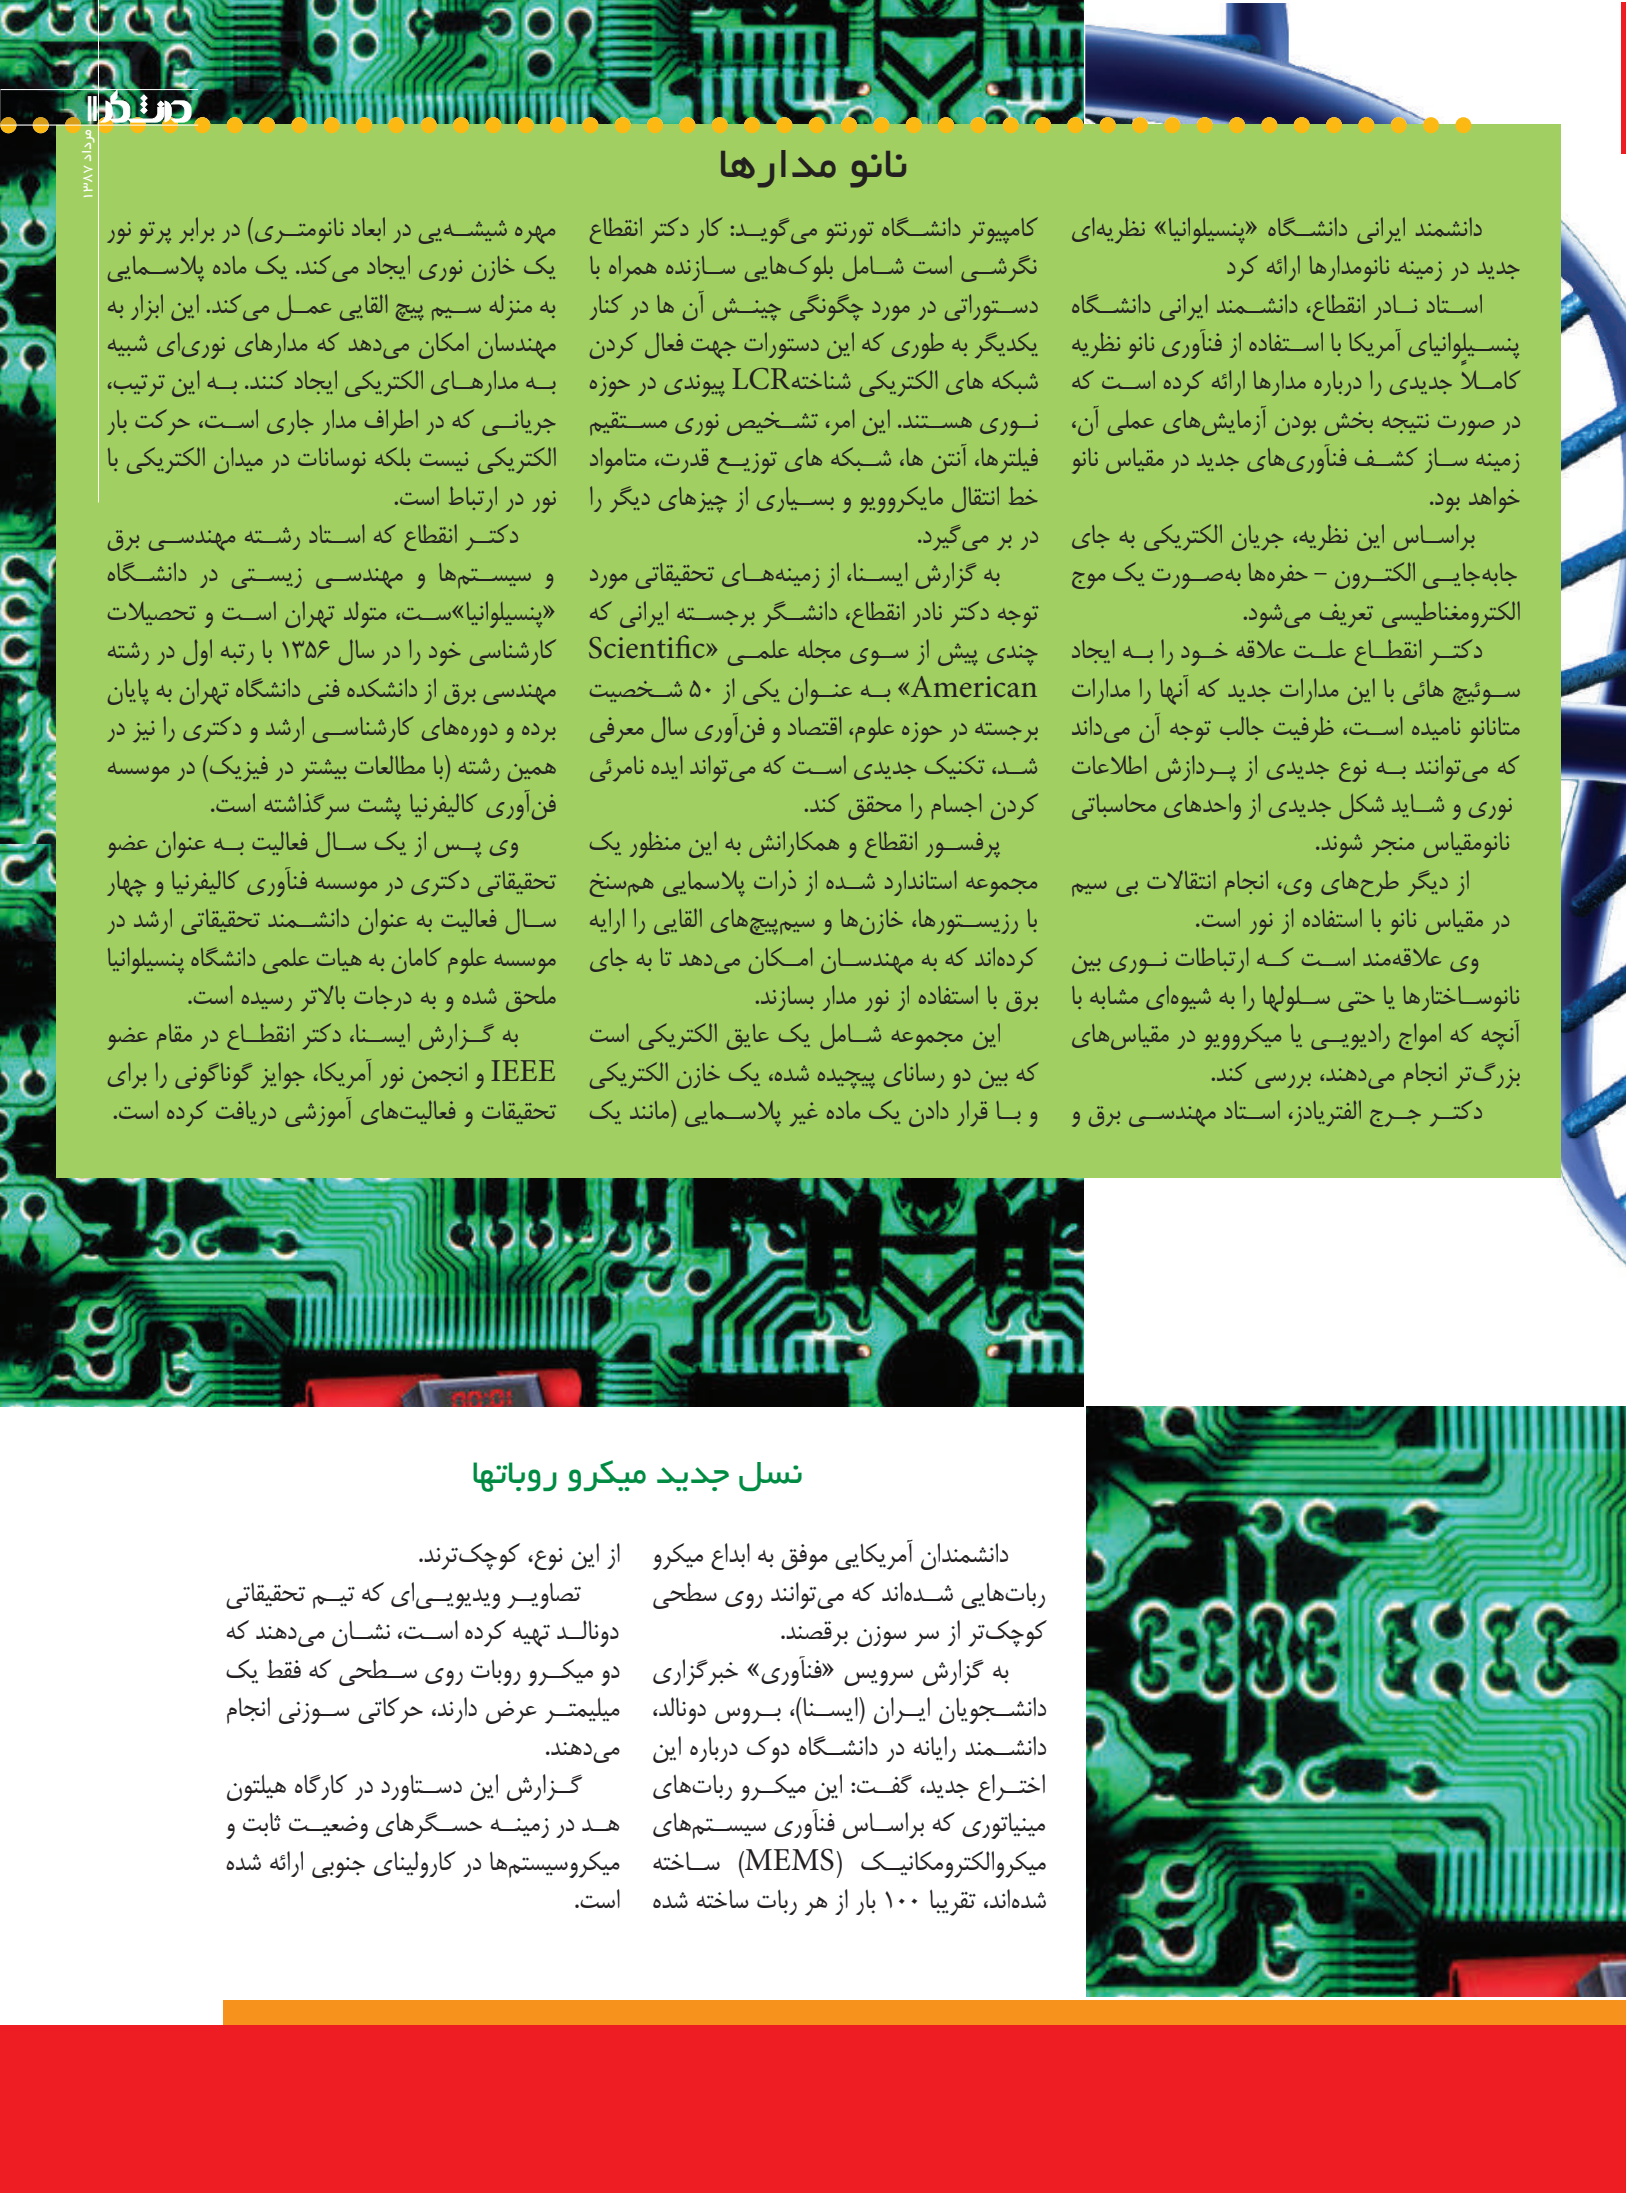 مرداد ۱۳۸۷
نانو مدارها
دانشمند ایرانی دانشگاه «پنسیلوانیا» نظریه‌ای
جدید در زمینه نانومدارها ارائه کرد
استاد نادر انقطاع، دانشمند ایرانی دانشگاه
پنسیلوانیای آمریکا با استفاده از فنآوری نانو نظریه
کاملاً جدیدی را درباره مدارها ارائه کرده است که
در صورت نتیجه بخش بودن آزمایش‌های عملی آن،
زمینه ساز کشف فنآوری‌های جدید در مقیاس نانو
خواهد بود.
براساس این نظریه، جریان الکتریکی به جای
جابه‌جایی الکترون – حفره‌ها به‌صورت یک موج
الکترومغناطیسی تعریف می‌شود.
دکتر انقطاع علت علاقه خود را به ایجاد
سوئیچ هائی با این مدارات جدید که آنها را مدارات
متانانو نامیده است، ظرفیت جالب توجه آن می‌داند
که می‌توانند به نوع جدیدی از پردازش اطلاعات
نوری و شاید شکل جدیدی از واحدهای محاسباتی
نانومقیاس منجر شوند.
از دیگر طرح‌های وی، انجام انتقالات بی سیم
در مقیاس نانو با استفاده از نور است.
وی علاقه‌مند است که ارتباطات نوری بین
نانوساختارها یا حتی سلولها را به شیوه‌ای مشابه با
آنچه که امواج رادیویی یا میکروویو در مقیاس‌های
بزرگ‌تر انجام می‌دهند، بررسی کند.
دکتر جرج الفتریادز، استاد مهندسی برق و
کامپیوتر دانشگاه تورنتو می‌گوید: کار دکتر انقطاع
نگرشی است شامل بلوک‌هایی سازنده همراه با
دستوراتی در مورد چگونگی چینش آن ها در کنار
یکدیگر به طوری که این دستورات جهت فعال کردن
شبکه های الکتریکی شناخته‌LCR پیوندی در حوزه
نوری هستند. این امر، تشخیص نوری مستقیم
فیلترها، آنتن ها، شبکه های توزیع قدرت، متامواد
خط انتقال مایکروویو و بسیاری از چیزهای دیگر را
در بر می‌گیرد.
به گزارش ایسنا، از زمینه‌های تحقیقاتی مورد
توجه دکتر نادر انقطاع، دانشگر برجسته ایرانی که
چندی پیش از سوی مجله علمی «Scientific
American» به عنوان یکی از ۵۰ شخصیت
برجسته در حوزه علوم، اقتصاد و فن‌آوری سال معرفی
شد، تکنیک جدیدی است که می‌تواند ایده نامرئی
کردن اجسام را محقق کند.
پرفسور انقطاع و همکارانش به این منظور یک
مجموعه استاندارد شده از ذرات پلاسمایی هم‌سنخ
با رزیستورها، خازن‌ها و سیم‌پیچ‌های القایی را ارایه
کرده‌اند که به مهندسان امکان می‌دهد تا به جای
برق با استفاده از نور مدار بسازند.
این مجموعه شامل یک عایق الکتریکی است
که بین دو رسانای پیچیده شده، یک خازن الکتریکی
و با قرار دادن یک ماده غیر پلاسمایی (مانند یک
مهره شیشه‌یی در ابعاد نانومتری) در برابر پرتو نور
یک خازن نوری ایجاد می‌کند. یک ماده پلاسمایی
به منزله سیم پیچ القایی عمل می‌کند. این ابزار به
مهندسان امکان می‌دهد که مدارهای نوری‌ای شبیه
به مدارهای الکتریکی ایجاد کنند. به این ترتیب،
جریانی که در اطراف مدار جاری است، حرکت بار
الکتریکی نیست بلکه نوسانات در میدان الکتریکی با
نور در ارتباط است.
دکتر انقطاع که استاد رشته مهندسی برق
و سیستم‌ها و مهندسی زیستی در دانشگاه
«پنسیلوانیا»ست، متولد تهران است و تحصیلات
کارشناسی خود را در سال ۱۳۵۶ با رتبه اول در رشته
مهندسی برق از دانشکده فنی دانشگاه تهران به پایان
برده و دوره‌های کارشناسی ارشد و دکتری را نیز در
همین رشته (با مطالعات بیشتر در فیزیک) در موسسه
فن‌آوری کالیفرنیا پشت سرگذاشته است.
وی پس از یک سال فعالیت به عنوان عضو
تحقیقاتی دکتری در موسسه فنآوری کالیفرنیا و چهار
سال فعالیت به عنوان دانشمند تحقیقاتی ارشد در
موسسه علوم کامان به هیات علمی دانشگاه پنسیلوانیا
ملحق شده و به درجات بالاتر رسیده است.
به گزارش ایسنا، دکتر انقطاع در مقام عضو
IEEE و انجمن نور آمریکا، جوایز گوناگونی را برای
تحقیقات و فعالیت‌های آموزشی دریافت کرده است.
00:01
نسل جدید میکرو روباتها
دانشمندان آمریکایی موفق به ابداع میکرو
ربات‌هایی شده‌اند که می‌توانند روی سطحی
کوچک‌تر از سر سوزن برقصند.
به گزارش سرویس «فنآوری» خبرگزاری
دانشجویان ایران (ایسنا)، بروس دونالد،
دانشمند رایانه در دانشگاه دوک درباره این
اختراع جدید، گفت: این میکرو ربات‌های
مینیاتوری که براساس فنآوری سیستم‌های
میکروالکترومکانیک (MEMS) ساخته
شده‌اند، تقریبا ۱۰۰ بار از هر ربات ساخته شده
از این نوع، کوچک‌ترند.
تصاویر ویدیویی‌ای که تیم تحقیقاتی
دونالد تهیه کرده است، نشان می‌دهند که
دو میکرو روبات روی سطحی که فقط یک
میلیمتر عرض دارند، حرکاتی سوزنی انجام
می‌دهند.
گزارش این دستاورد در کارگاه هیلتون
هد در زمینه حسگرهای وضعیت ثابت و
میکروسیستم‌ها در کارولینای جنوبی ارائه شده
است.